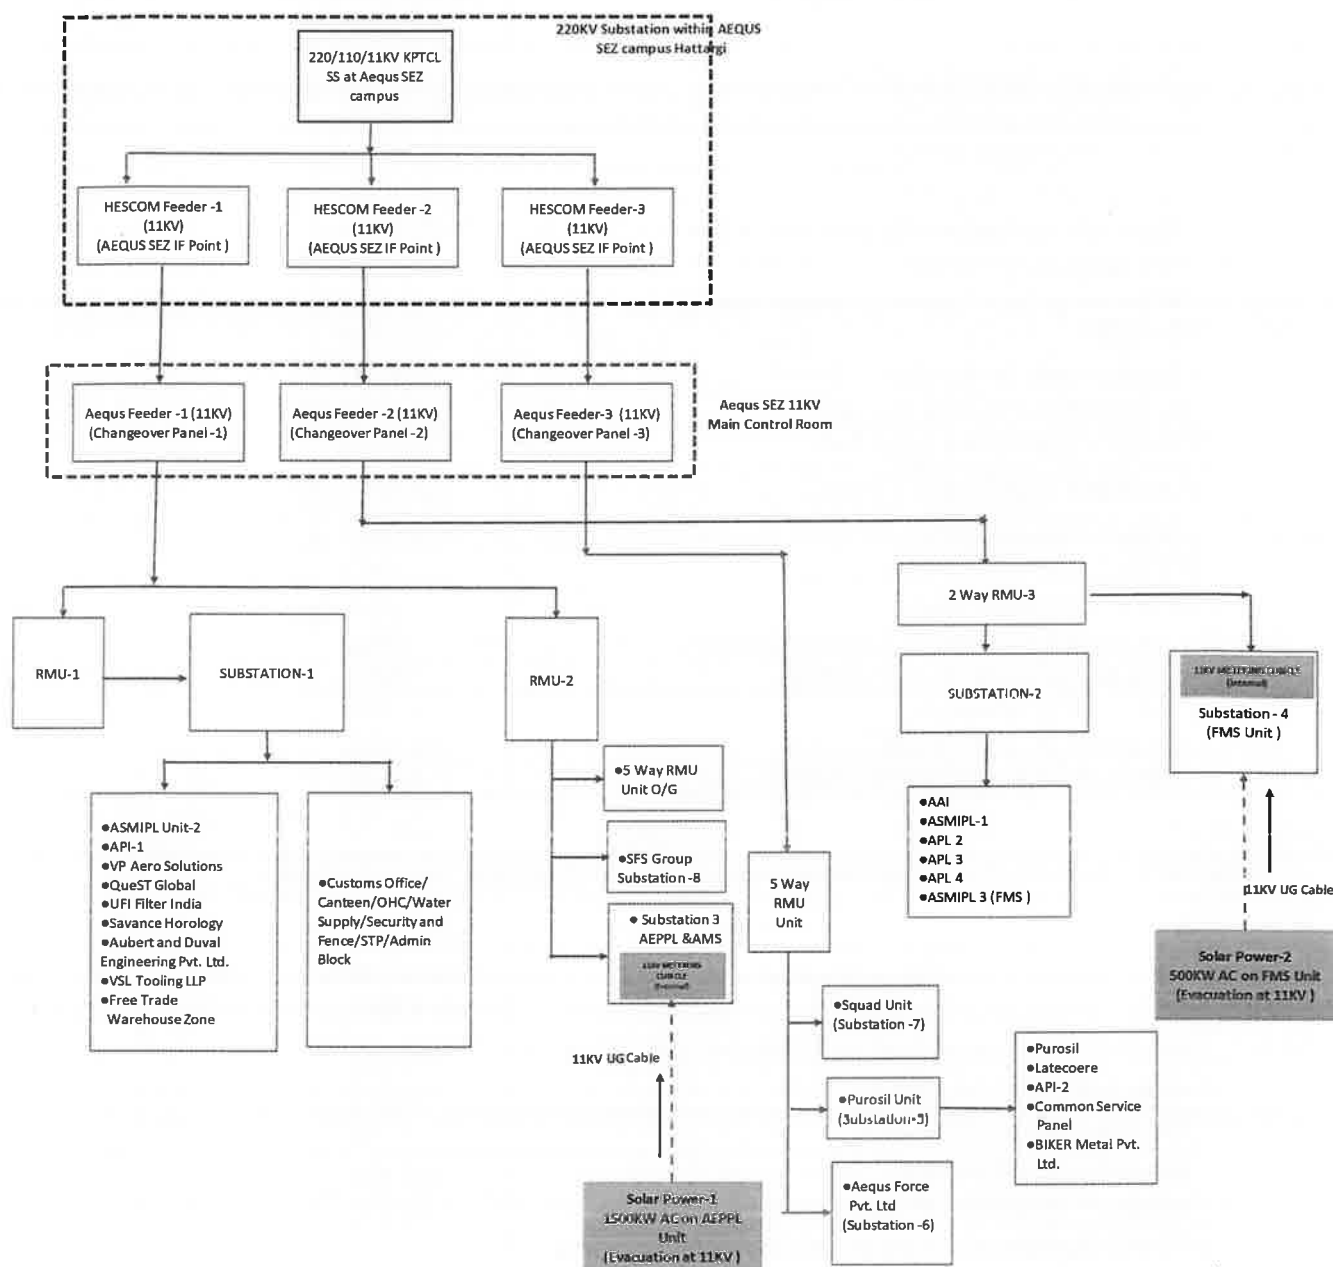 220KV Substation within AEQUS
SEZ campus Hattargi
220/110/11KV KPTCL
SS at Aequs SEZ
campus
HESCOM Feeder -1
(11KV)
(AEQUS SEZ IF Point )
HESCOM Feeder -2
(11KV)
(AEQUS SEZ IF Point )
HESCOM Feeder-3
(11KV)
(AEQUS SEZ IF Point )
Aequs Feeder -1 (11KV)
(Changeover Panel -1)
Aequs Feeder -2 (11KV)
(Changeover Panel -2)
Aequs Feeder-3 (11KV)
(Changeover Panel -3)
Aequs SEZ 11KV
Main Control Room
RMU-1
SUBSTATION-1
RMU-2
2 Way RMU-3
SUBSTATION-2
11KV METERING CUBICLE
(Internal)
Substation - 4
(FMS Unit )
●5 Way RMU
Unit O/G
●SFS Group
Substation -8
● Substation 3
AEPPL &AMS
11KV METERING
CUBICLE
(External)
5 Way
RMU
Unit
●AAI
●ASMIPL-1
●APL 2
●APL 3
●APL 4
●ASMIPL 3 (FMS )
●ASMIPL Unit-2
●API-1
●VP Aero Solutions
●QueST Global
●UFI Filter India
●Savance Horology
●Aubert and Duval
Engineering Pvt. Ltd.
●VSL Tooling LLP
●Free Trade
Warehouse Zone
●Customs Office/
Canteen/OHC/Water
Supply/Security and
Fence/STP/Admin
Block
11KV UG Cable
Solar Power-2
500KW AC on FMS Unit
(Evacuation at 11KV )
●Squad Unit
(Substation -7)
●Purosil Unit
(Substation-5)
●Aequs Force
Pvt. Ltd
(Substation -6)
●Purosil
●Latecoere
●API-2
●Common Service
Panel
●BIKER Metal Pvt.
Ltd.
11KV UG Cable
Solar Power-1
1500KW AC on AEPPL
Unit
(Evacuation at 11KV )